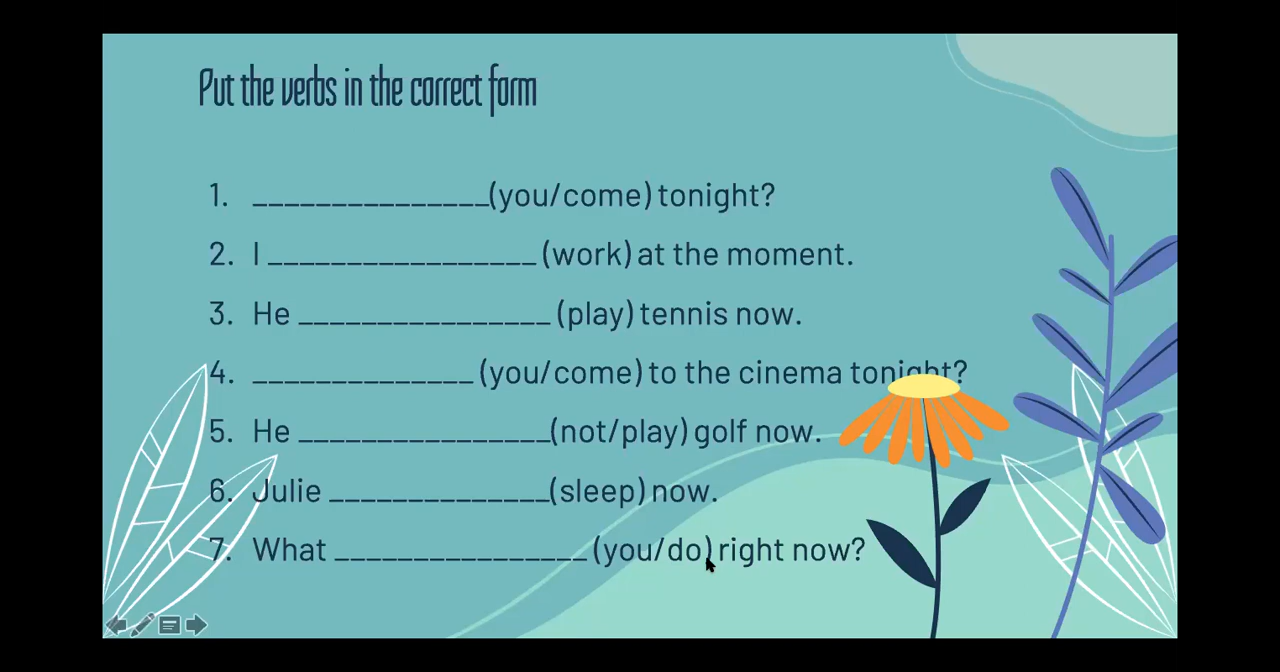 Put the verbs in the correct form
1. _______________(you/come) tonight?
2. I _________________ (work) at the moment.
3. He ________________ (play) tennis now.
4. ______________ (you/come) to the cinema tonight?
5. He ________________(not/play) golf now.
6. Julie ______________(sleep) now.
7. What ________________ (you/do) right now?